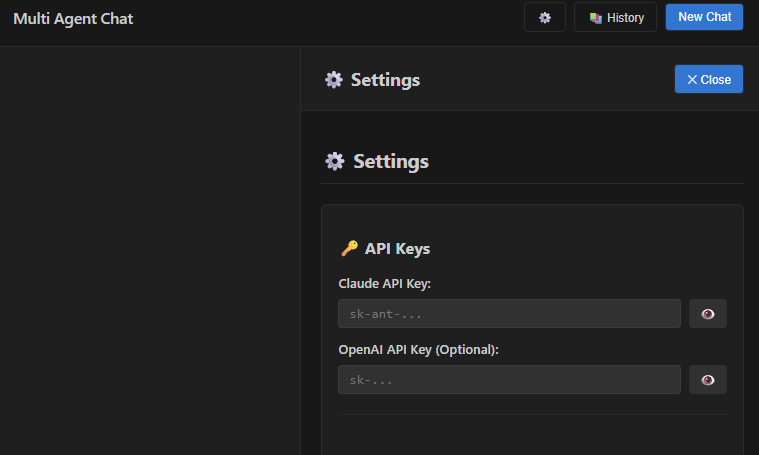 Multi Agent Chat
History
New Chat
Settings
Close
Settings
API Keys
Claude API Key:
sk-ant-...
OpenAI API Key (Optional):
sk-...